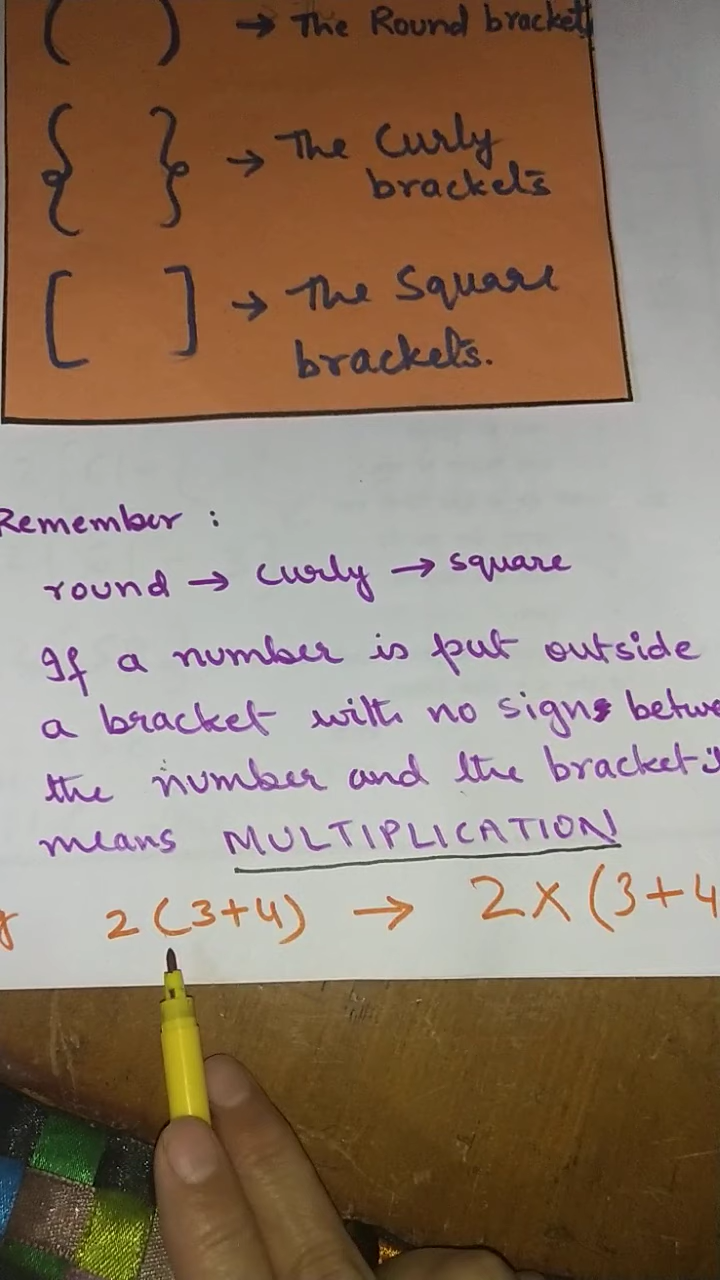 ( ) → The Round bracket
{ } → The Curly
brackets
[ ] → The Square
brackets.
Remember :
round → curly → square
If a number is put outside
a bracket with no signs betwe
the number and the bracket
means MULTIPLICATION
2(3+4) → 2×(3+4